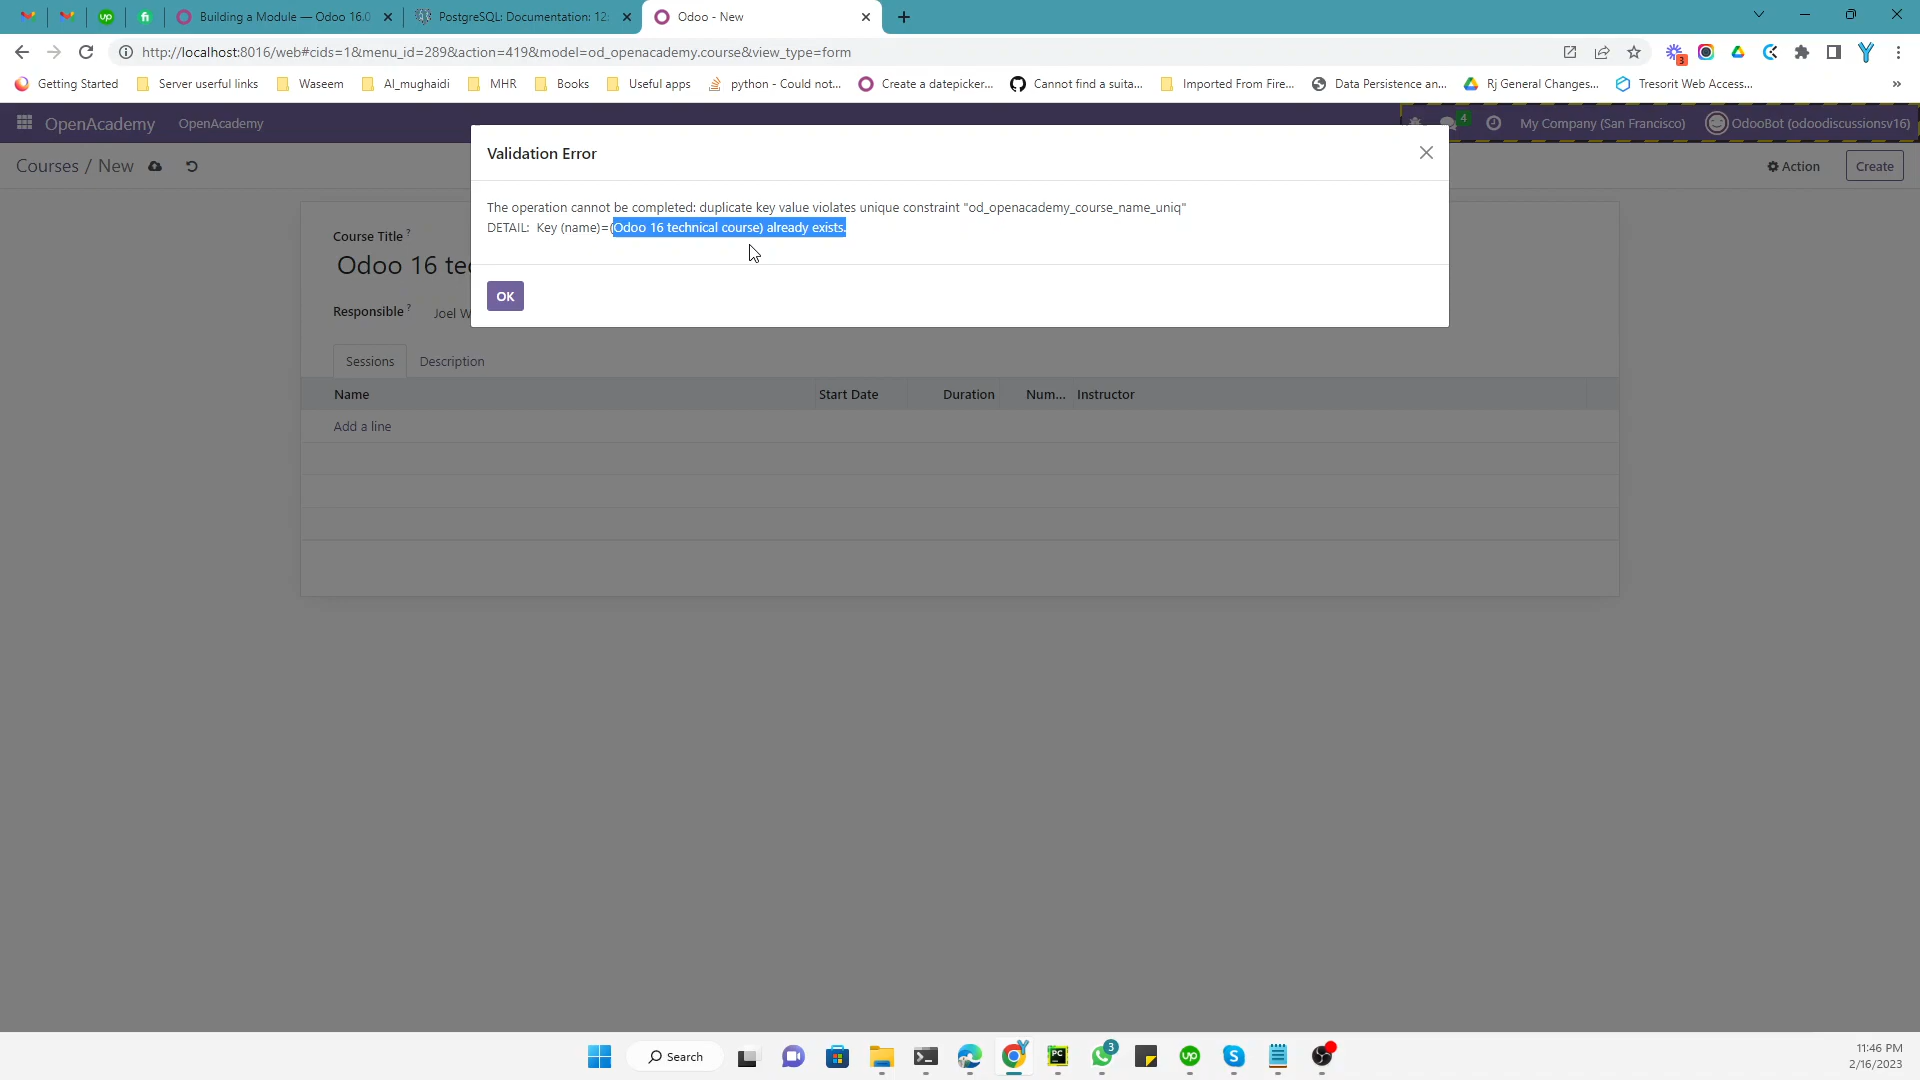 Building a Module — Odoo 16.0
PostgreSQL: Documentation: 12:
Odoo - New
http://localhost:8016/web#cids=1&menu_id=289&action=419&model=od_openacademy.course&view_type=form
3
Getting Started
Server userful links
Waseem
Al_mughaidi
MHR
Books
Useful apps
python - Could not...
Create a datepicker...
Cannot find a suita...
Imported From Fire...
Data Persistence an...
Rj General Changes...
Tresorit Web Access...
»
OpenAcademy
OpenAcademy
4
My Company (San Francisco)
OdooBot (odoodiscussionsv16)
Courses / New
Action
Create
Validation Error
The operation cannot be completed: duplicate key value violates unique constraint "od_openacademy_course_name_uniq"
DETAIL:  Key (name)=(Odoo 16 technical course) already exists.
OK
Course Title ?
Odoo 16 tec
Responsible ?
Joel W
Sessions
Description
Name
Start Date
Duration
Num...
Instructor
Add a line
Search
3
11:46 PM
2/16/2023